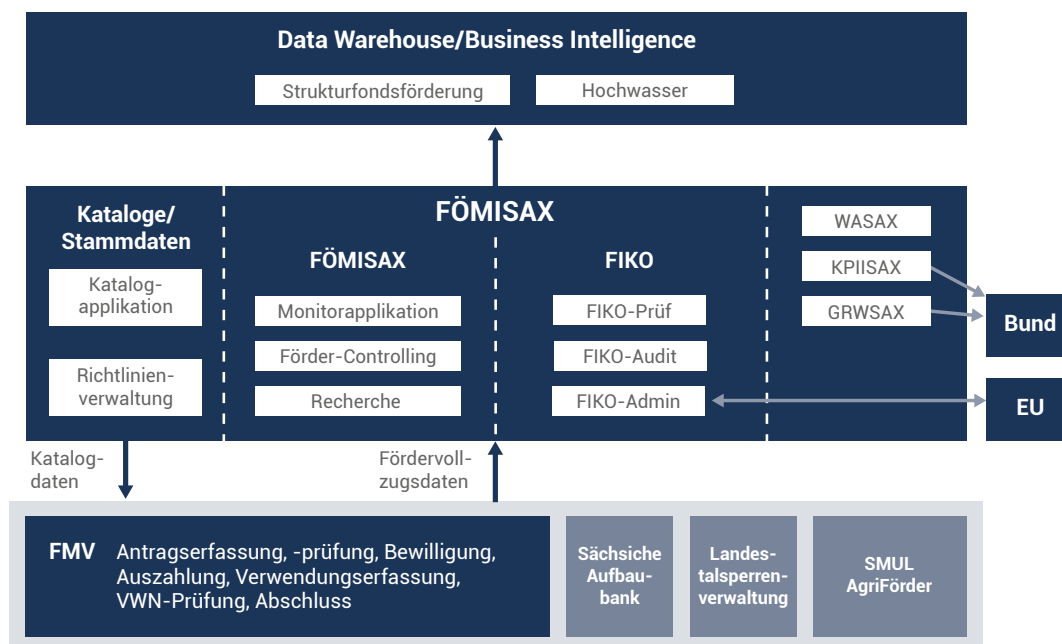 Data Warehouse/Business Intelligence
Strukturfondsförderung
Hochwasser
Kataloge/
Stammdaten
Katalog-
applikation
Richtlinien-
verwaltung
FÖMISAX
FÖMISAX
Monitorapplikation
Förder-Controlling
Recherche
FIKO
FIKO-Prüf
FIKO-Audit
FIKO-Admin
WASAX
KPIISAX
GRWSAX
Bund
EU
Katalog-
daten
Fördervoll-
zugsdaten
FMV
Antragserfassung, -prüfung, Bewilligung,
Auszahlung, Verwendungserfassung,
VWN-Prüfung, Abschluss
Sächsiche
Aufbau-
bank
Landes-
talsperren-
verwaltung
SMUL
AgriFörder